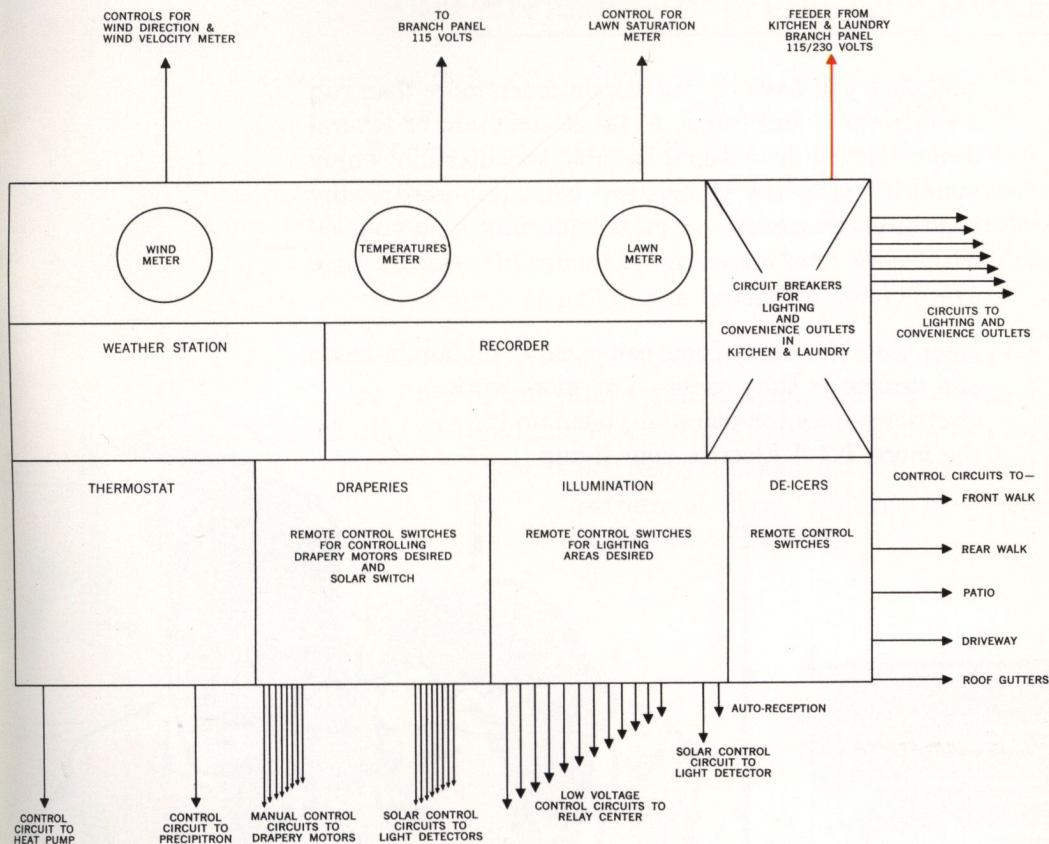 CONTROLS FOR
WIND DIRECTION &
WIND VELOCITY METER
TO
BRANCH PANEL
115 VOLTS
CONTROL FOR
LAWN SATURATION
METER
FEEDER FROM
KITCHEN & LAUNDRY
BRANCH PANEL
115/230 VOLTS
WIND
METER
TEMPERATURES
METER
LAWN
METER
CIRCUIT BREAKERS
FOR
LIGHTING
AND
CONVENIENCE OUTLETS
IN
KITCHEN & LAUNDRY
CIRCUITS TO
LIGHTING AND
CONVENIENCE OUTLETS
WEATHER STATION
RECORDER
THERMOSTAT
DRAPERIES
REMOTE CONTROL SWITCHES
FOR CONTROLLING
DRAPERY MOTORS DESIRED
AND
SOLAR SWITCH
ILLUMINATION
REMOTE CONTROL SWITCHES
FOR LIGHTING
AREAS DESIRED
DE-ICERS
REMOTE CONTROL
SWITCHES
CONTROL CIRCUITS TO—
FRONT WALK
REAR WALK
PATIO
DRIVEWAY
ROOF GUTTERS
AUTO-RECEPTION
SOLAR CONTROL
CIRCUIT TO
LIGHT DETECTOR
LOW VOLTAGE
CONTROL CIRCUITS TO
RELAY CENTER
CONTROL
CIRCUIT TO
HEAT PUMP
CONTROL
CIRCUIT TO
PRECIPITRON
MANUAL CONTROL
CIRCUITS TO
DRAPERY MOTORS
SOLAR CONTROL
CIRCUITS TO
LIGHT DETECTORS